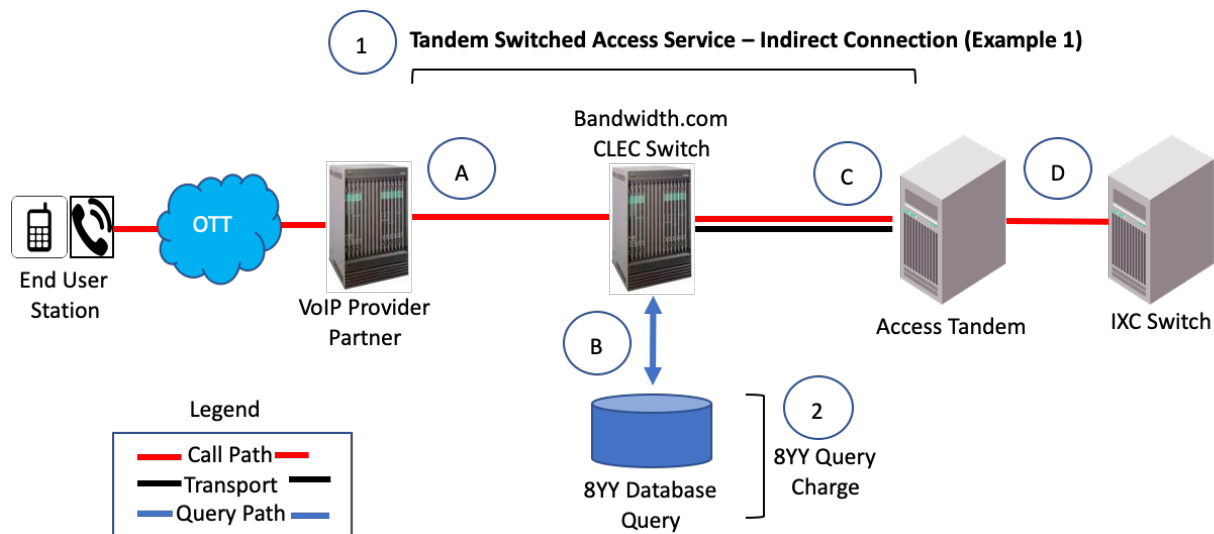 1
Tandem Switched Access Service – Indirect Connection (Example 1)
Bandwidth.com
CLEC Switch
A
C
D
OTT
End User
Station
VoIP Provider
Partner
Access Tandem
IXC Switch
B
2
8YY Query
Charge
8YY Database
Query
Legend
Call Path
Transport
Query Path